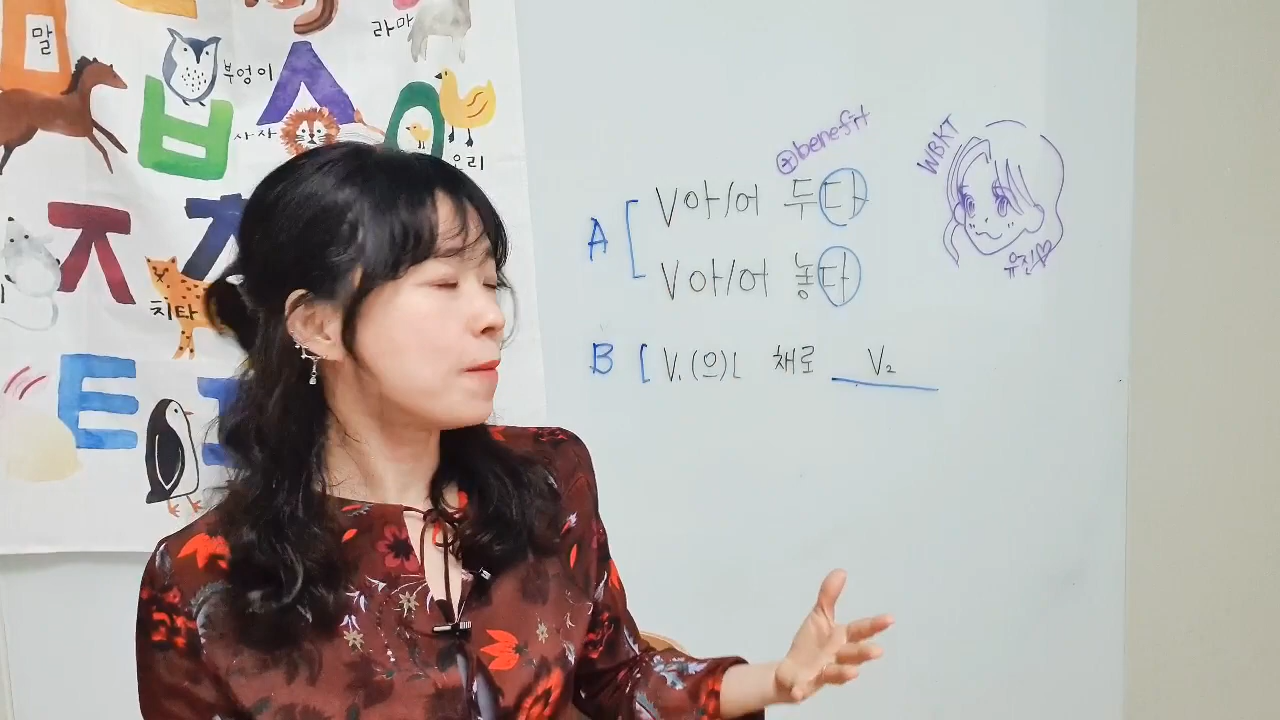 말
라마
부엉이
ㅂ
ㅅ
ㅇ
사자
오리
ㅈ
ㅊ
치타
ㅌ
⊕benefit
A [ V아/어 두다
V아/어 놓다
B [ V₁(으)ㄴ 채로 V₂
WBKT
유진♡